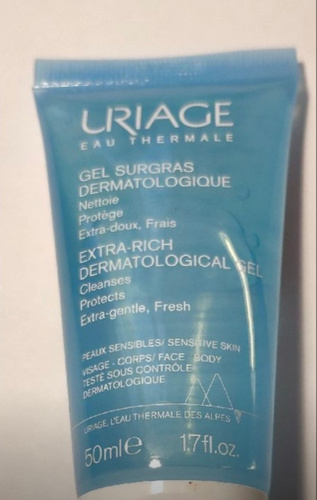 URIAGE
EAU THERMALE
GEL SURGRAS
DERMATOLOGIQUE
Nettoie
Protège
Extra-doux, Frais
EXTRA-RICH
DERMATOLOGICAL GEL
Cleanses
Protects
Extra-gentle, Fresh
PEAUX SENSIBLES/ SENSITIVE SKIN
VISAGE - CORPS/ FACE - BODY
TESTÉ SOUS CONTRÔLE
DERMATOLOGIQUE
URIAGE, L'EAU THERMALE DES ALPES
50ml e 1.7fl.oz.